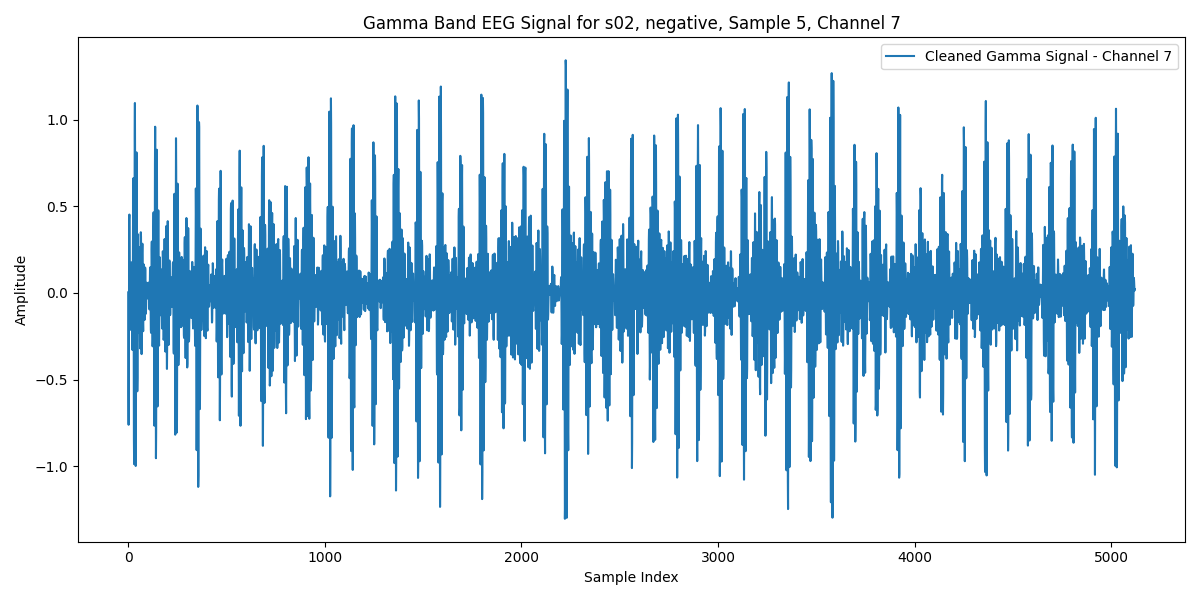 Gamma Band EEG Signal for s02, negative, Sample 5, Channel 7
Cleaned Gamma Signal - Channel 7
Amplitude
1.0
0.5
0.0
−0.5
−1.0
0 1000 2000 3000 4000 5000
Sample Index